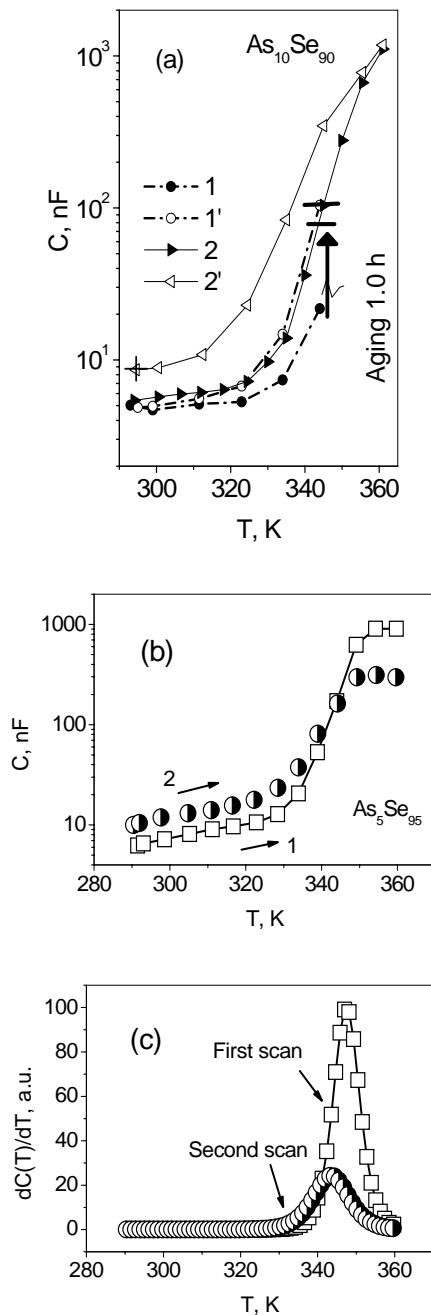 (a)
As₁₀Se₉₀
10³
10²
10¹
C, nF
1
1'
2
2'
Aging 1.0 h
300 320 340 360
T, K
(b)
1000
100
10
C, nF
2
1
As₅Se₉₅
280 300 320 340 360
T, K
(c)
100
80
60
40
20
0
dC(T)/dT, a.u.
First scan
Second scan
280 300 320 340 360
T, K